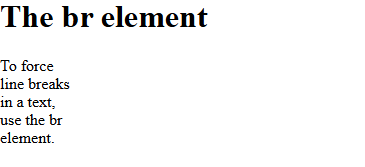 The br element
To force
line breaks
in a text,
use the br
element.